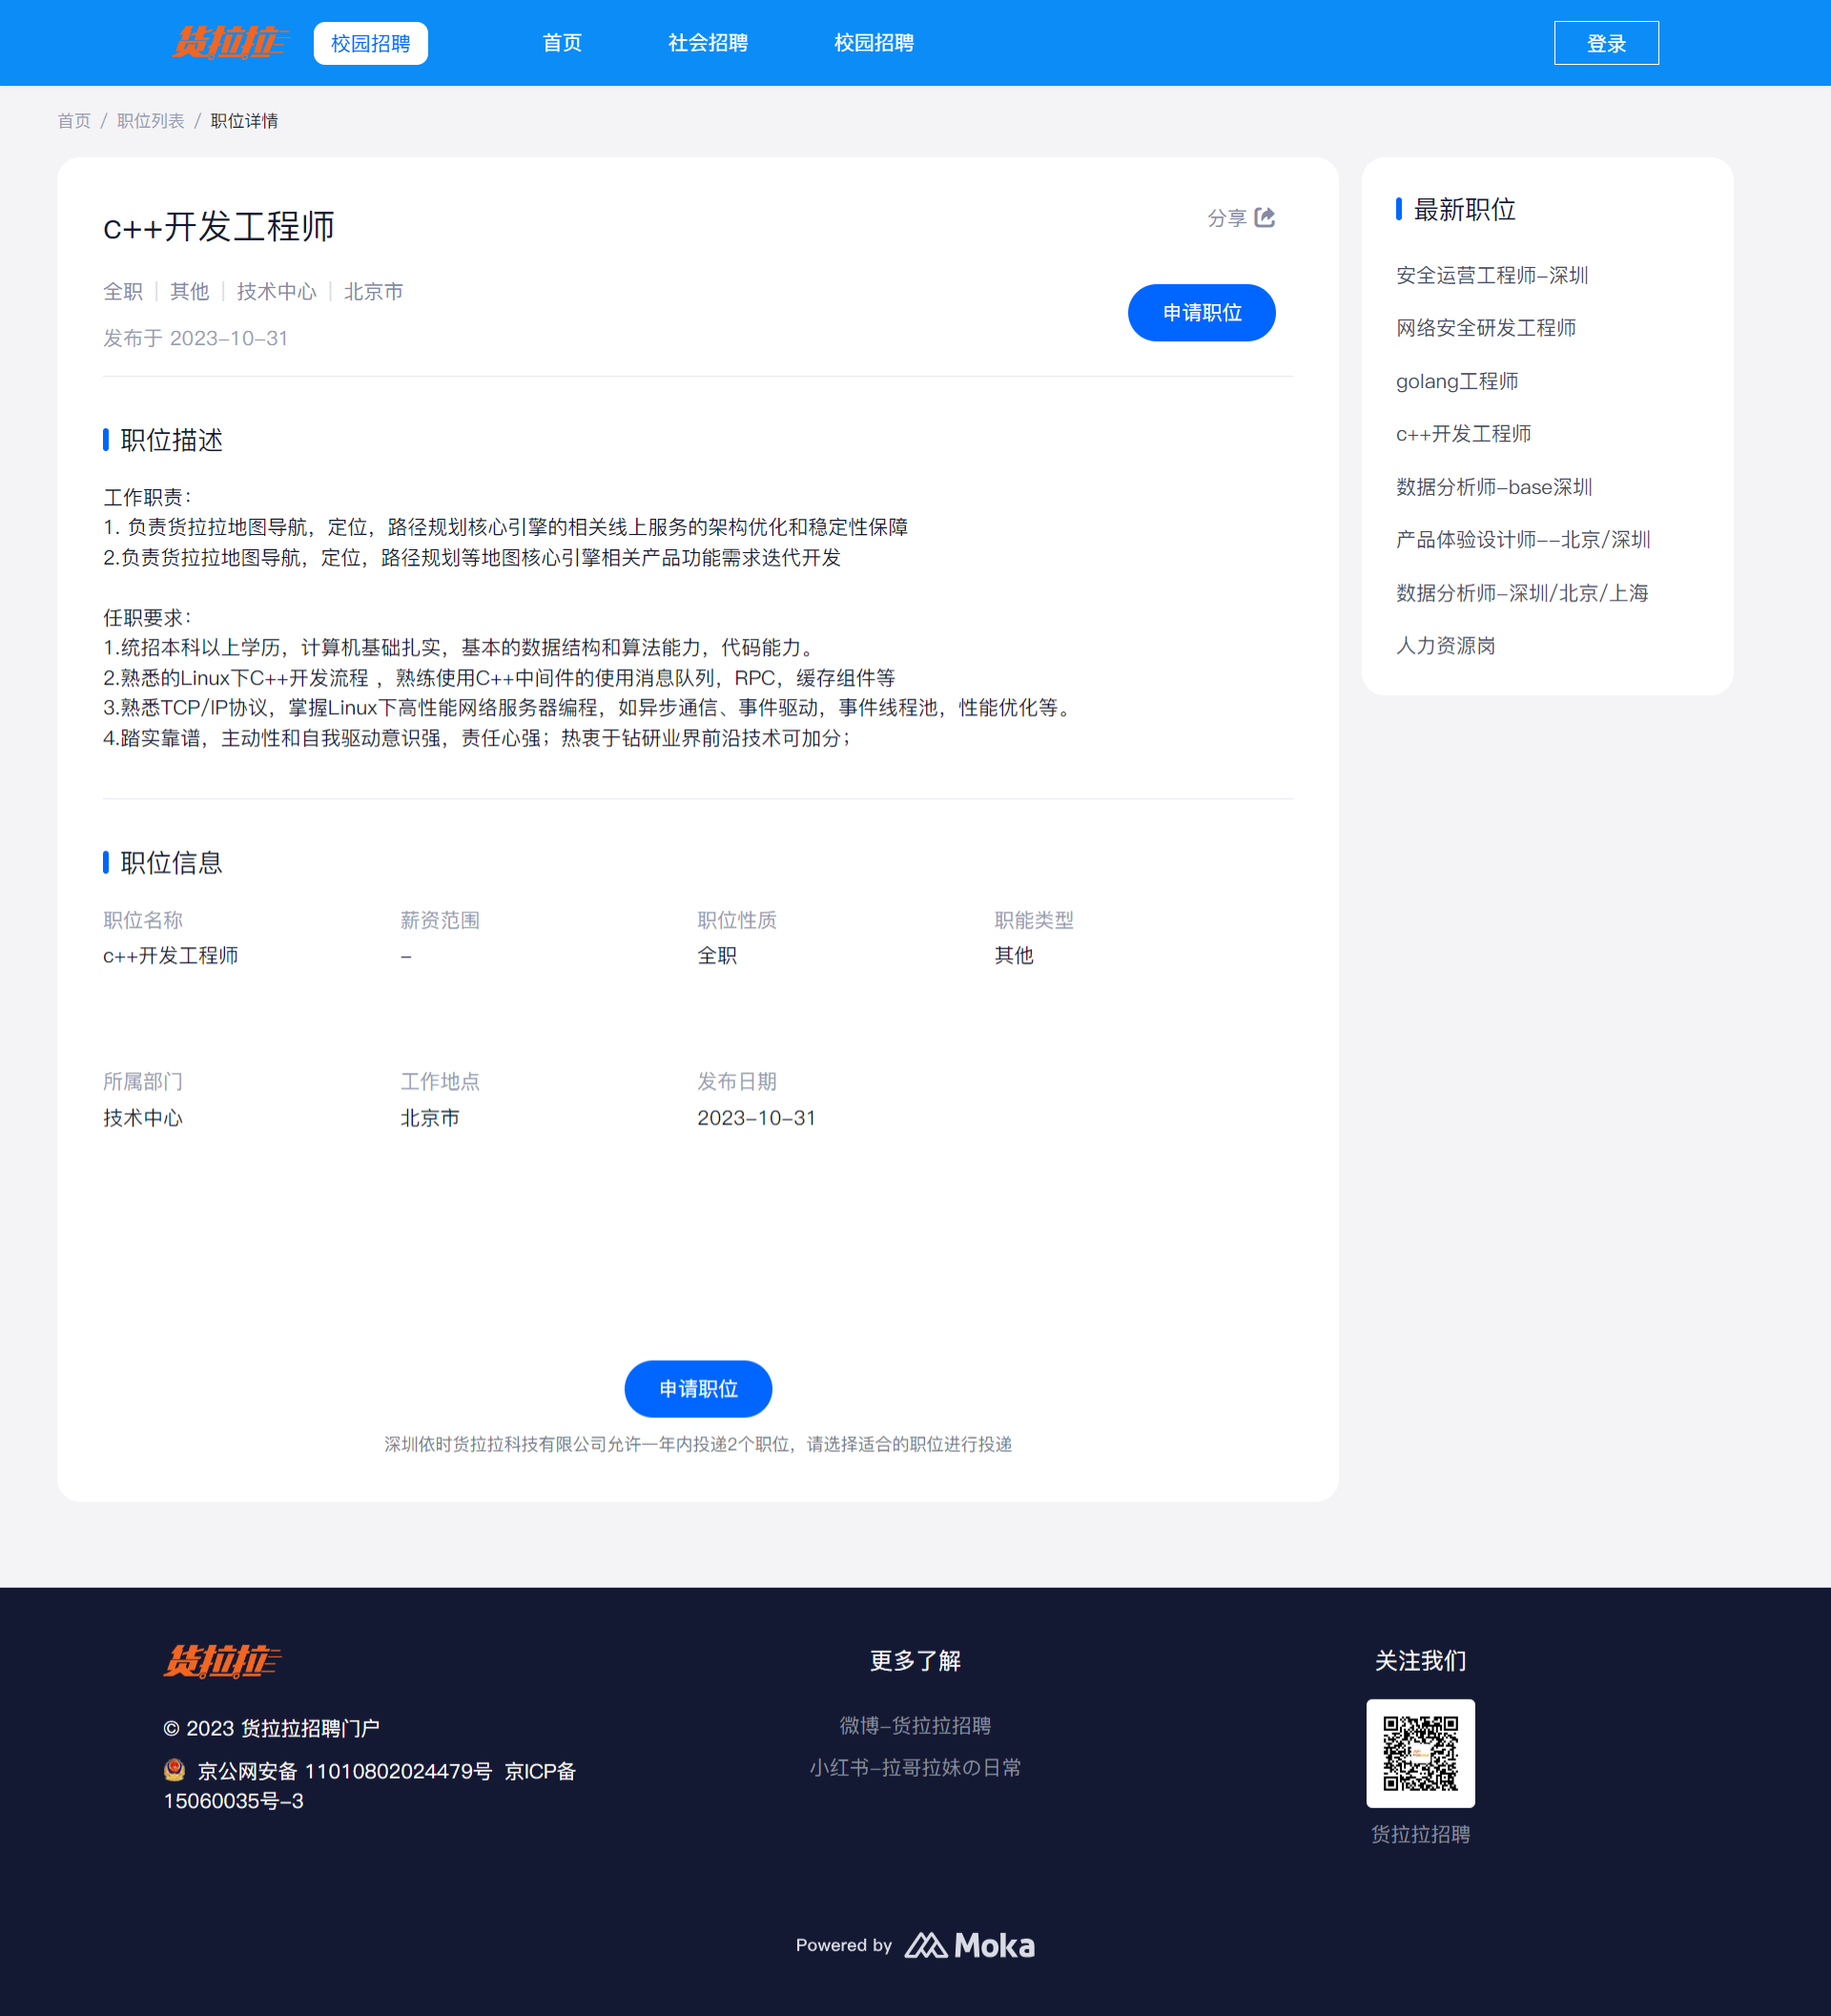 货拉拉 校园招聘 首页 社会招聘 校园招聘 登录
首页 / 职位列表 / 职位详情
c++开发工程师
分享
全职 | 其他 | 技术中心 | 北京市
发布于 2023-10-31
申请职位
职位描述
工作职责：
1. 负责货拉拉地图导航，定位，路径规划核心引擎的相关线上服务的架构优化和稳定性保障
2.负责货拉拉地图导航，定位，路径规划等地图核心引擎相关产品功能需求迭代开发
任职要求：
1.统招本科以上学历，计算机基础扎实，基本的数据结构和算法能力，代码能力。
2.熟悉的Linux下C++开发流程 ，熟练使用C++中间件的使用消息队列，RPC，缓存组件等
3.熟悉TCP/IP协议，掌握Linux下高性能网络服务器编程，如异步通信、事件驱动，事件线程池，性能优化等。
4.踏实靠谱，主动性和自我驱动意识强，责任心强；热衷于钻研业界前沿技术可加分；
职位信息
职位名称 薪资范围 职位性质 职能类型
c++开发工程师 - 全职 其他
所属部门 工作地点 发布日期
技术中心 北京市 2023-10-31
申请职位
深圳依时货拉拉科技有限公司允许一年内投递2个职位，请选择适合的职位进行投递
最新职位
安全运营工程师-深圳
网络安全研发工程师
golang工程师
c++开发工程师
数据分析师-base深圳
产品体验设计师--北京/深圳
数据分析师-深圳/北京/上海
人力资源岗
货拉拉
© 2023 货拉拉招聘门户
京公网安备 11010802024479号 京ICP备
15060035号-3
更多了解
微博-货拉拉招聘
小红书-拉哥拉妹の日常
关注我们
货拉拉招聘
Powered by Moka